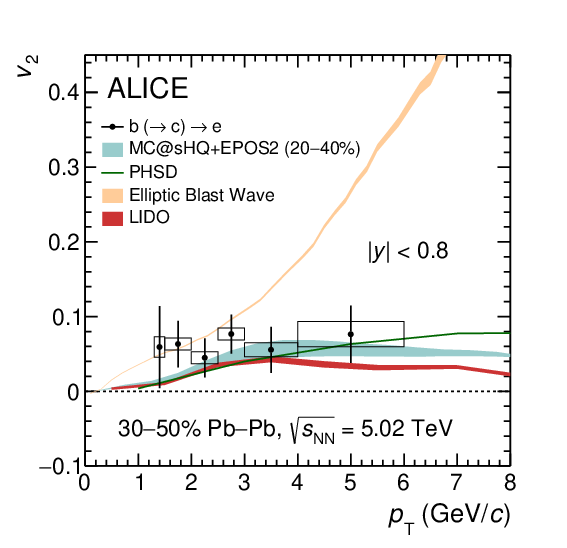 v₂
ALICE
b (→ c) → e
MC@sHQ+EPOS2 (20−40%)
PHSD
Elliptic Blast Wave
LIDO
|y| < 0.8
30−50% Pb−Pb, √s_NN = 5.02 TeV
0.4
0.3
0.2
0.1
0
−0.1
0 1 2 3 4 5 6 7 8
p_T (GeV/c)